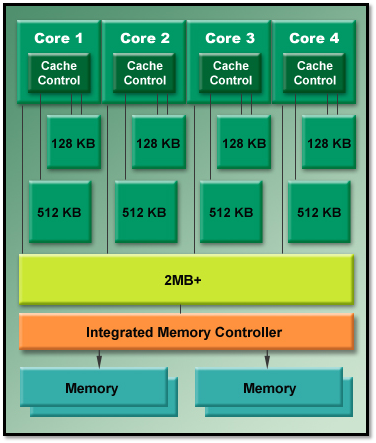 Core 1 Core 2 Core 3 Core 4
Cache Cache Cache Cache
Control Control Control Control
128 KB 128 KB 128 KB 128 KB
512 KB 512 KB 512 KB 512 KB
2MB+
Integrated Memory Controller
Memory Memory